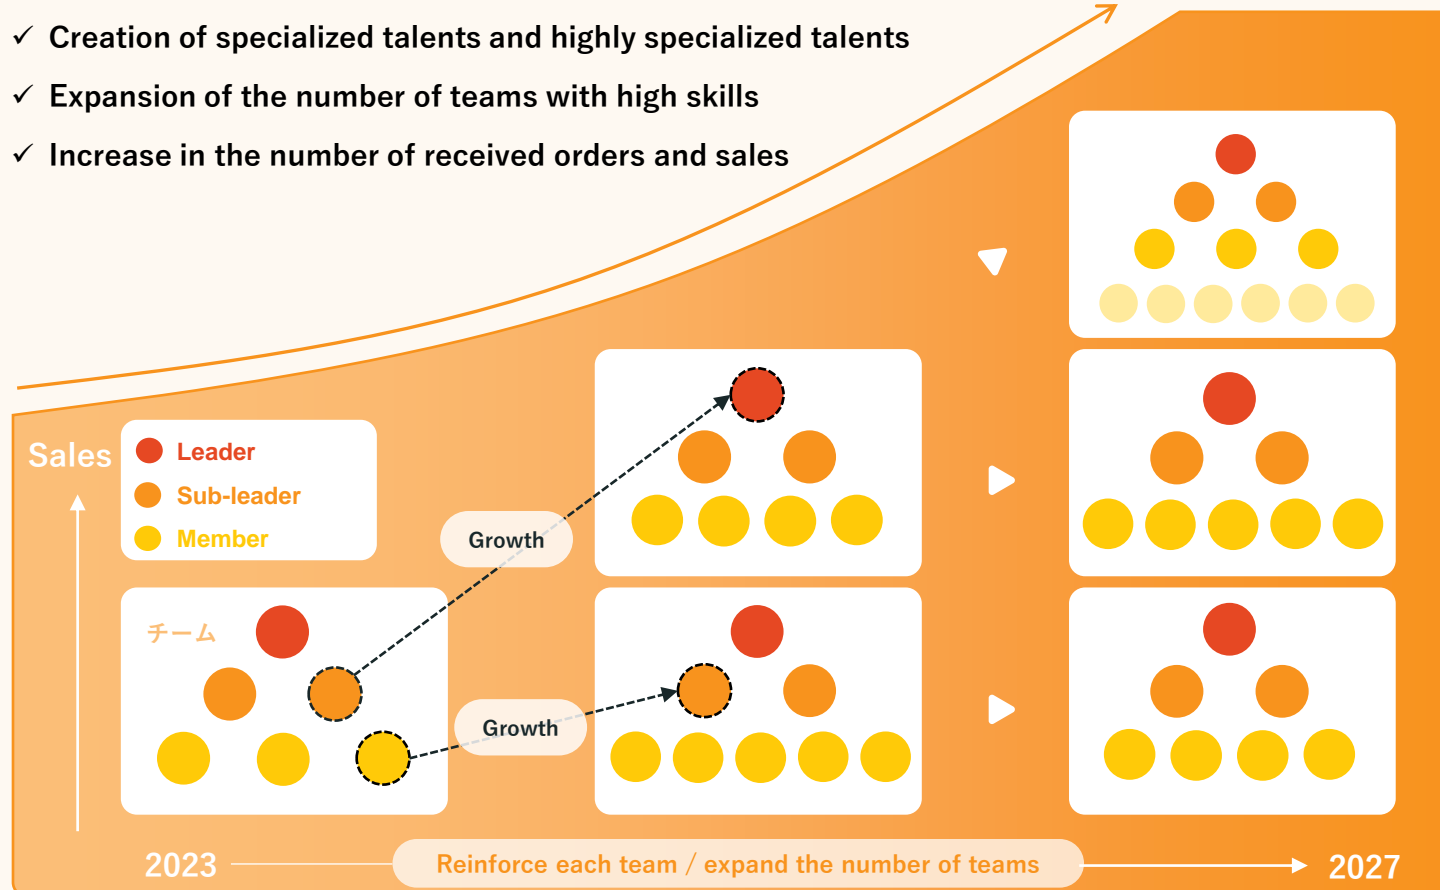 ✓ Creation of specialized talents and highly specialized talents
✓ Expansion of the number of teams with high skills
✓ Increase in the number of received orders and sales
Sales
Leader
Sub-leader
Member
Growth
チーム
Growth
2023
Reinforce each team / expand the number of teams
2027